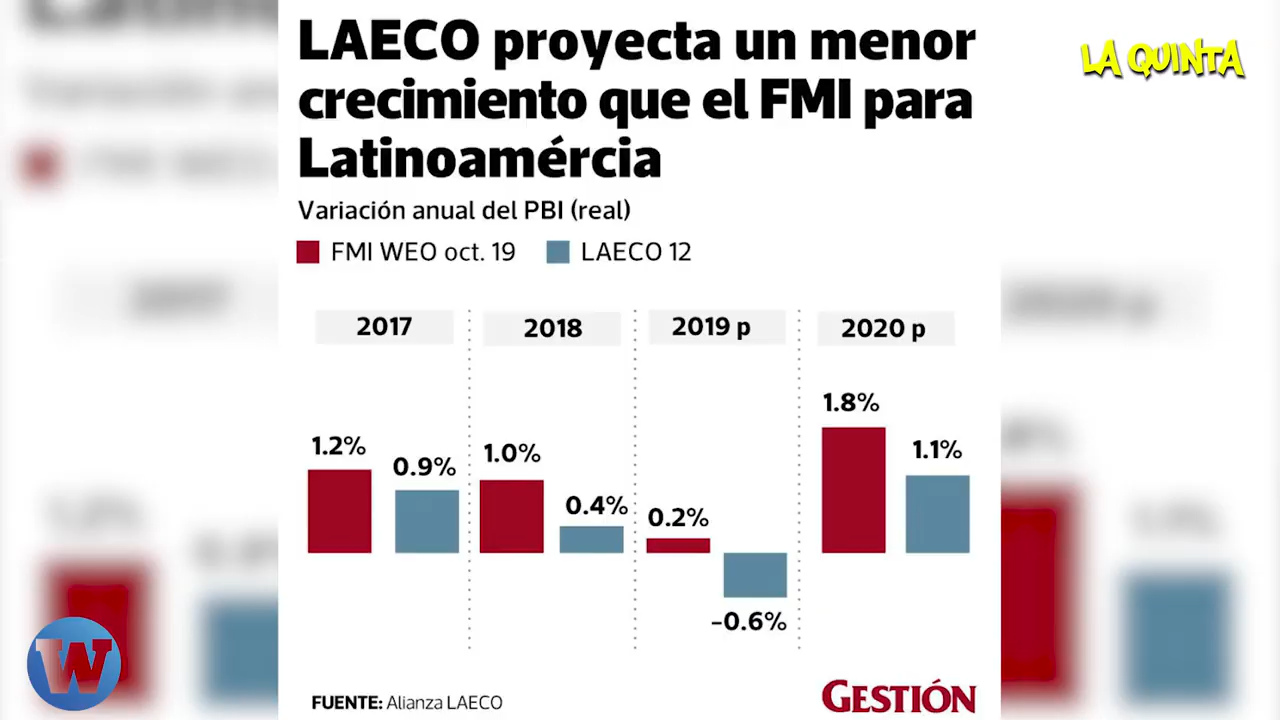 LAECO proyecta un menor
crecimiento que el FMI para
Latinoamércia
LA QUINTA
Variación anual del PBI (real)
FMI WEO oct. 19 LAECO 12
2017 2018 2019 p 2020 p
1.2% 0.9% 1.0% 0.4% 0.2% -0.6% 1.8% 1.1%
W
FUENTE: Alianza LAECO
GESTIÓN